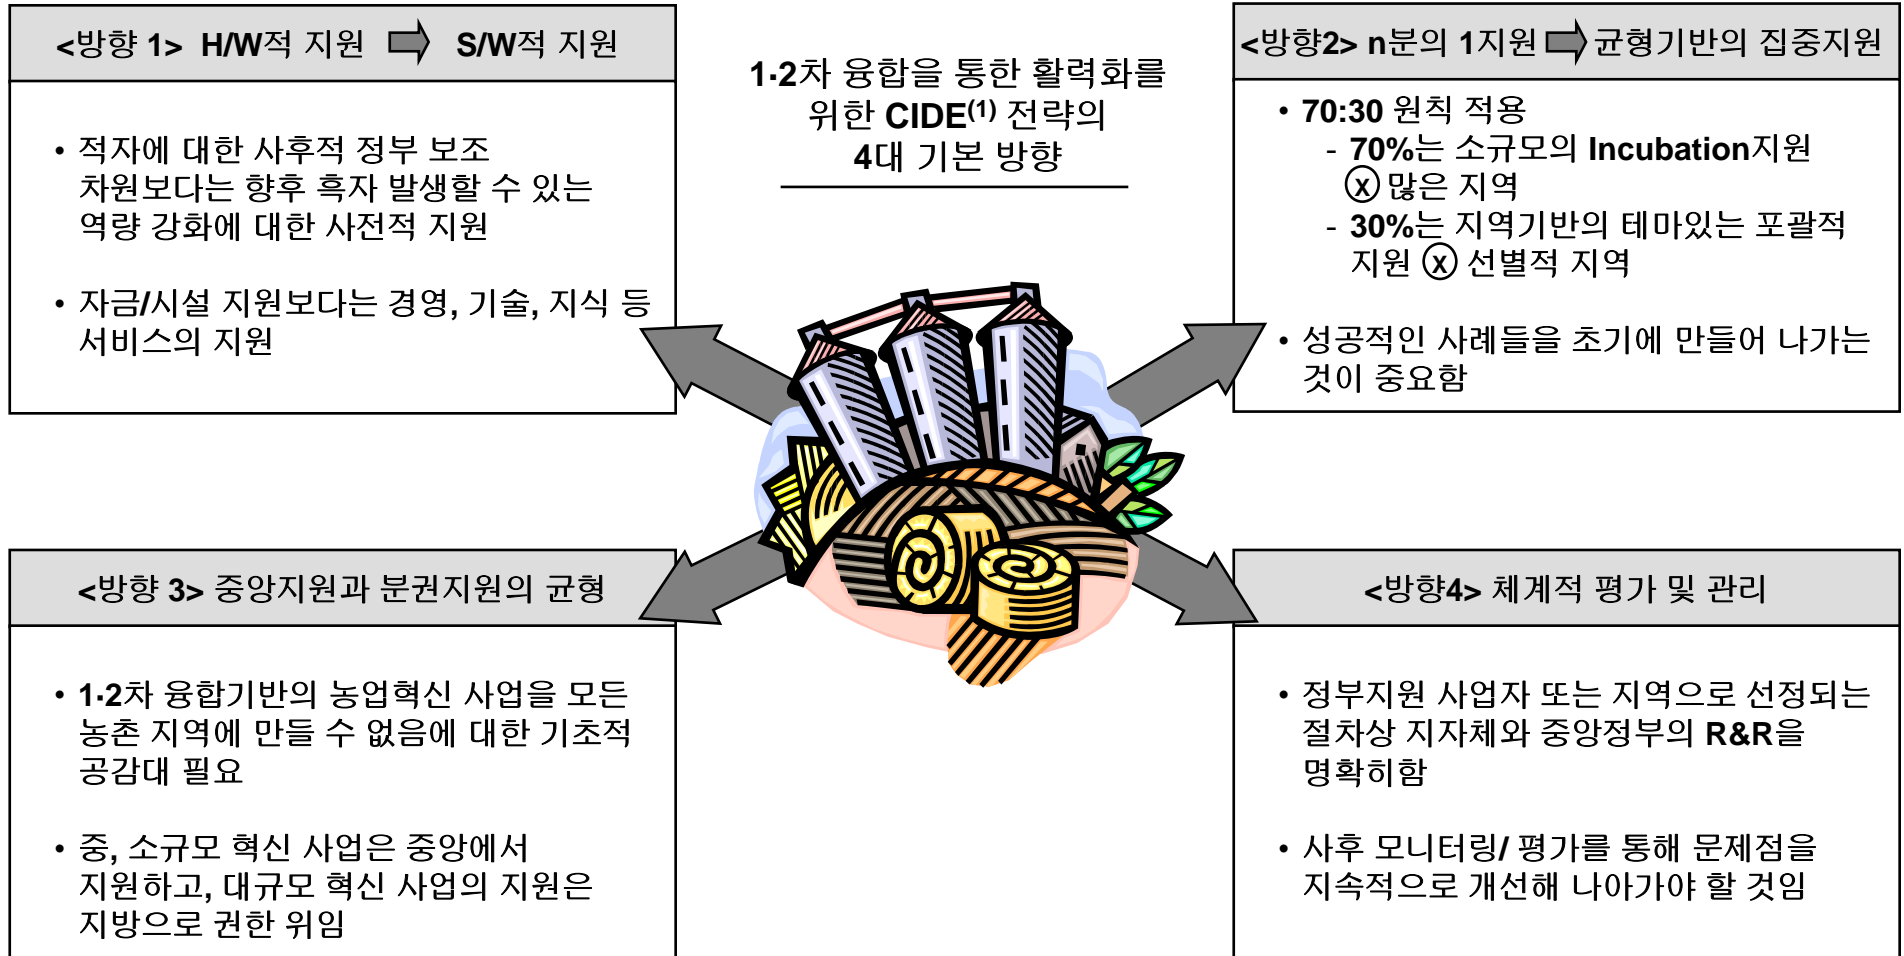 <방향 1> H/W적 지원 S/W적 지원
• 적자에 대한 사후적 정부 보조
차원보다는 향후 흑자 발생할 수 있는
역량 강화에 대한 사전적 지원
• 자금/시설 지원보다는 경영, 기술, 지식 등
서비스의 지원
1·2차 융합을 통한 활력화를
위한 CIDE(1) 전략의
4대 기본 방향
<방향2> n분의 1지원 균형기반의 집중지원
• 70:30 원칙 적용
- 70%는 소규모의 Incubation지원
ⓧ 많은 지역
- 30%는 지역기반의 테마있는 포괄적
지원 ⓧ 선별적 지역
• 성공적인 사례들을 초기에 만들어 나가는
것이 중요함
<방향 3> 중앙지원과 분권지원의 균형
• 1·2차 융합기반의 농업혁신 사업을 모든
농촌 지역에 만들 수 없음에 대한 기초적
공감대 필요
• 중, 소규모 혁신 사업은 중앙에서
지원하고, 대규모 혁신 사업의 지원은
지방으로 권한 위임
<방향4> 체계적 평가 및 관리
• 정부지원 사업자 또는 지역으로 선정되는
절차상 지자체와 중앙정부의 R&R을
명확히함
• 사후 모니터링/ 평가를 통해 문제점을
지속적으로 개선해 나아가야 할 것임